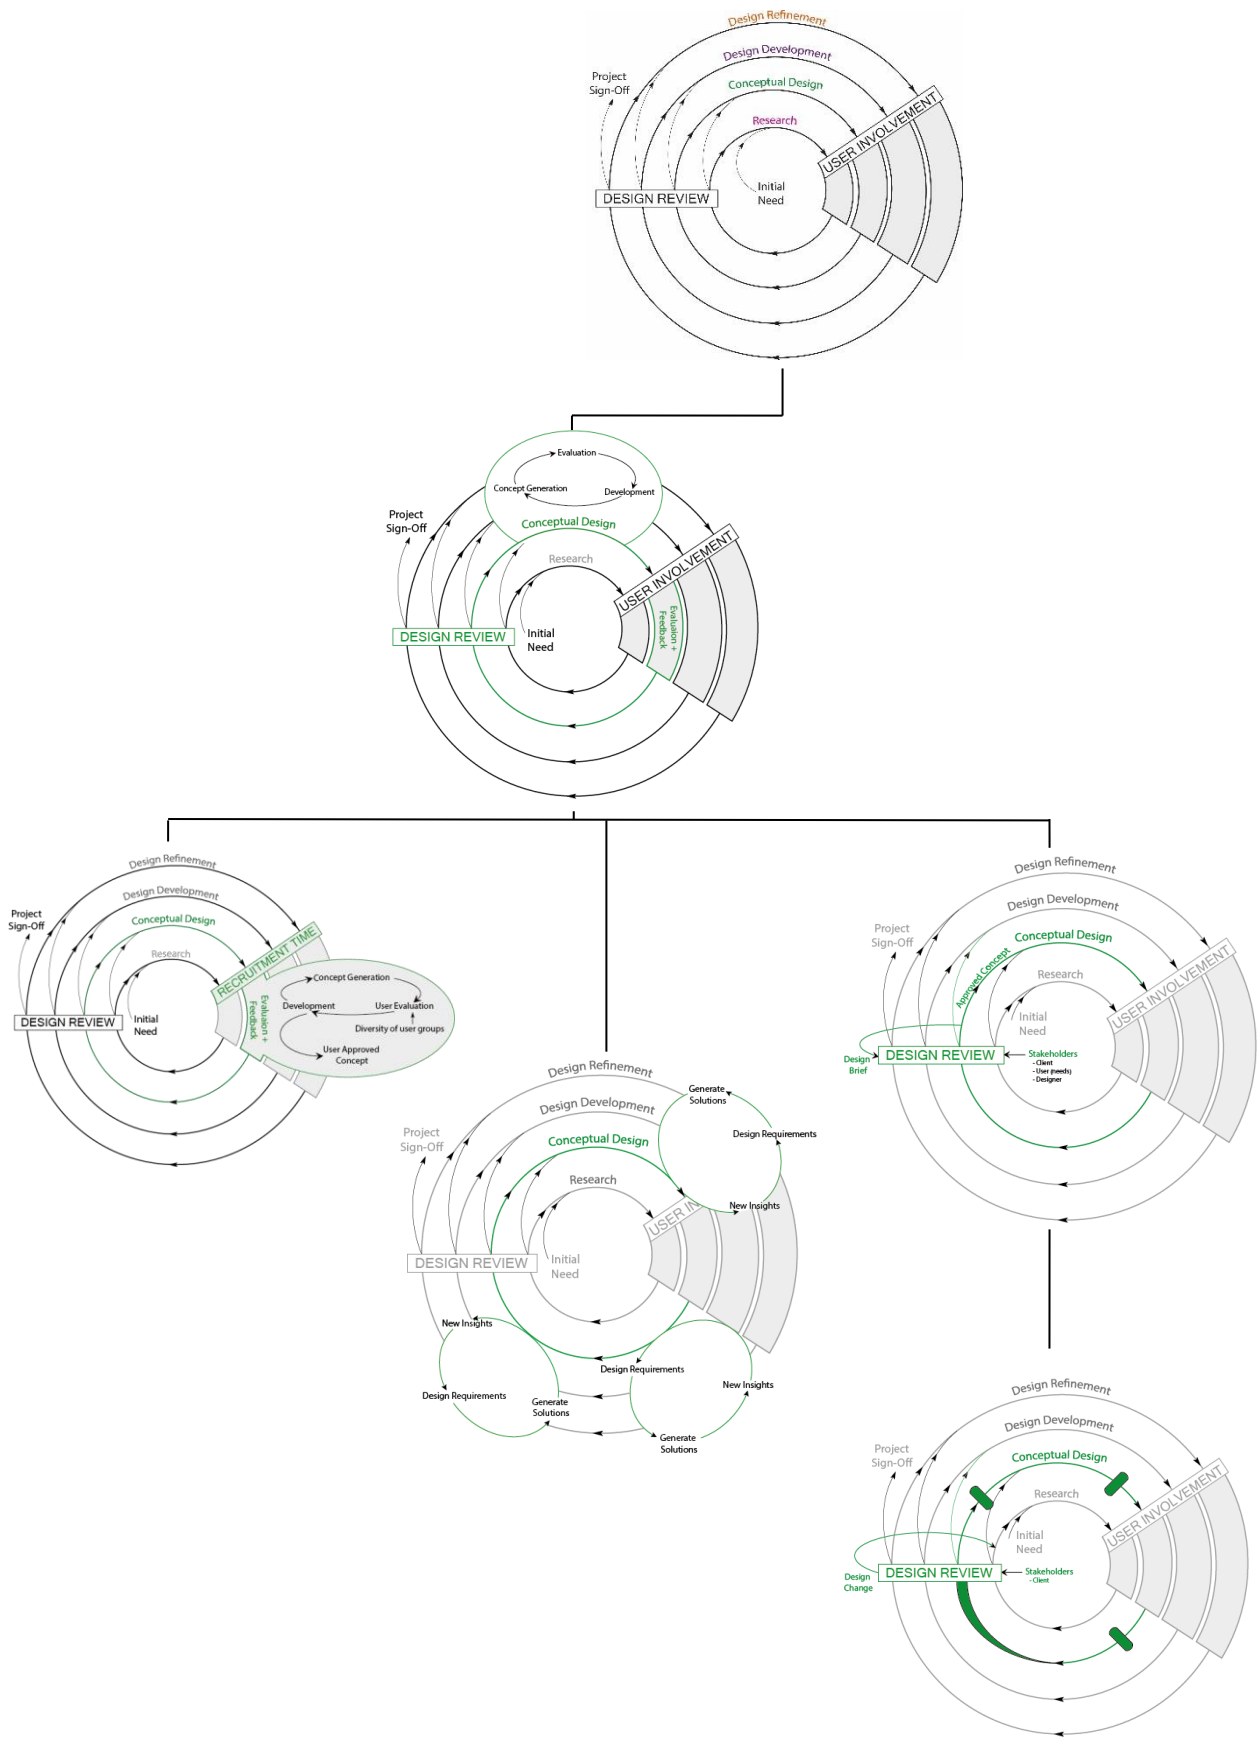 Design Refinement
Design Development
Conceptual Design
Research
Project
Sign-Off
USER INVOLVEMENT
DESIGN REVIEW
Initial
Need
Evaluation
Concept Generation
Development
Conceptual Design
Research
Project
Sign-Off
USER INVOLVEMENT
Evaluaion +
Feedback
DESIGN REVIEW
Initial
Need
Design Refinement
Design Development
Conceptual Design
Research
Project
Sign-Off
RECRUITMENT TIME
Evaluaion +
Feedback
DESIGN REVIEW
Initial
Need
Concept Generation
Development
User Evaluation
Diversity of user groups
User Approved
Concept
Design Refinement
Design Development
Conceptual Design
Research
Project
Sign-Off
USER IN
DESIGN REVIEW
Initial
Need
Generate
Solutions
Design Requirements
New Insights
New Insights
Design Requirements
Generate
Solutions
Design Requirements
New Insights
Generate
Solutions
Design Refinement
Design Development
Conceptual Design
Approved Concept
Research
Project
Sign-Off
USER INVOLVEMENT
Initial
Need
DESIGN REVIEW
Design
Brief
Stakeholders
- Client
- User (needs)
- Designer
Design Refinement
Design Development
Conceptual Design
Research
Project
Sign-Off
USER INVOLVEMENT
Initial
Need
DESIGN REVIEW
Design
Change
Stakeholders
- Client